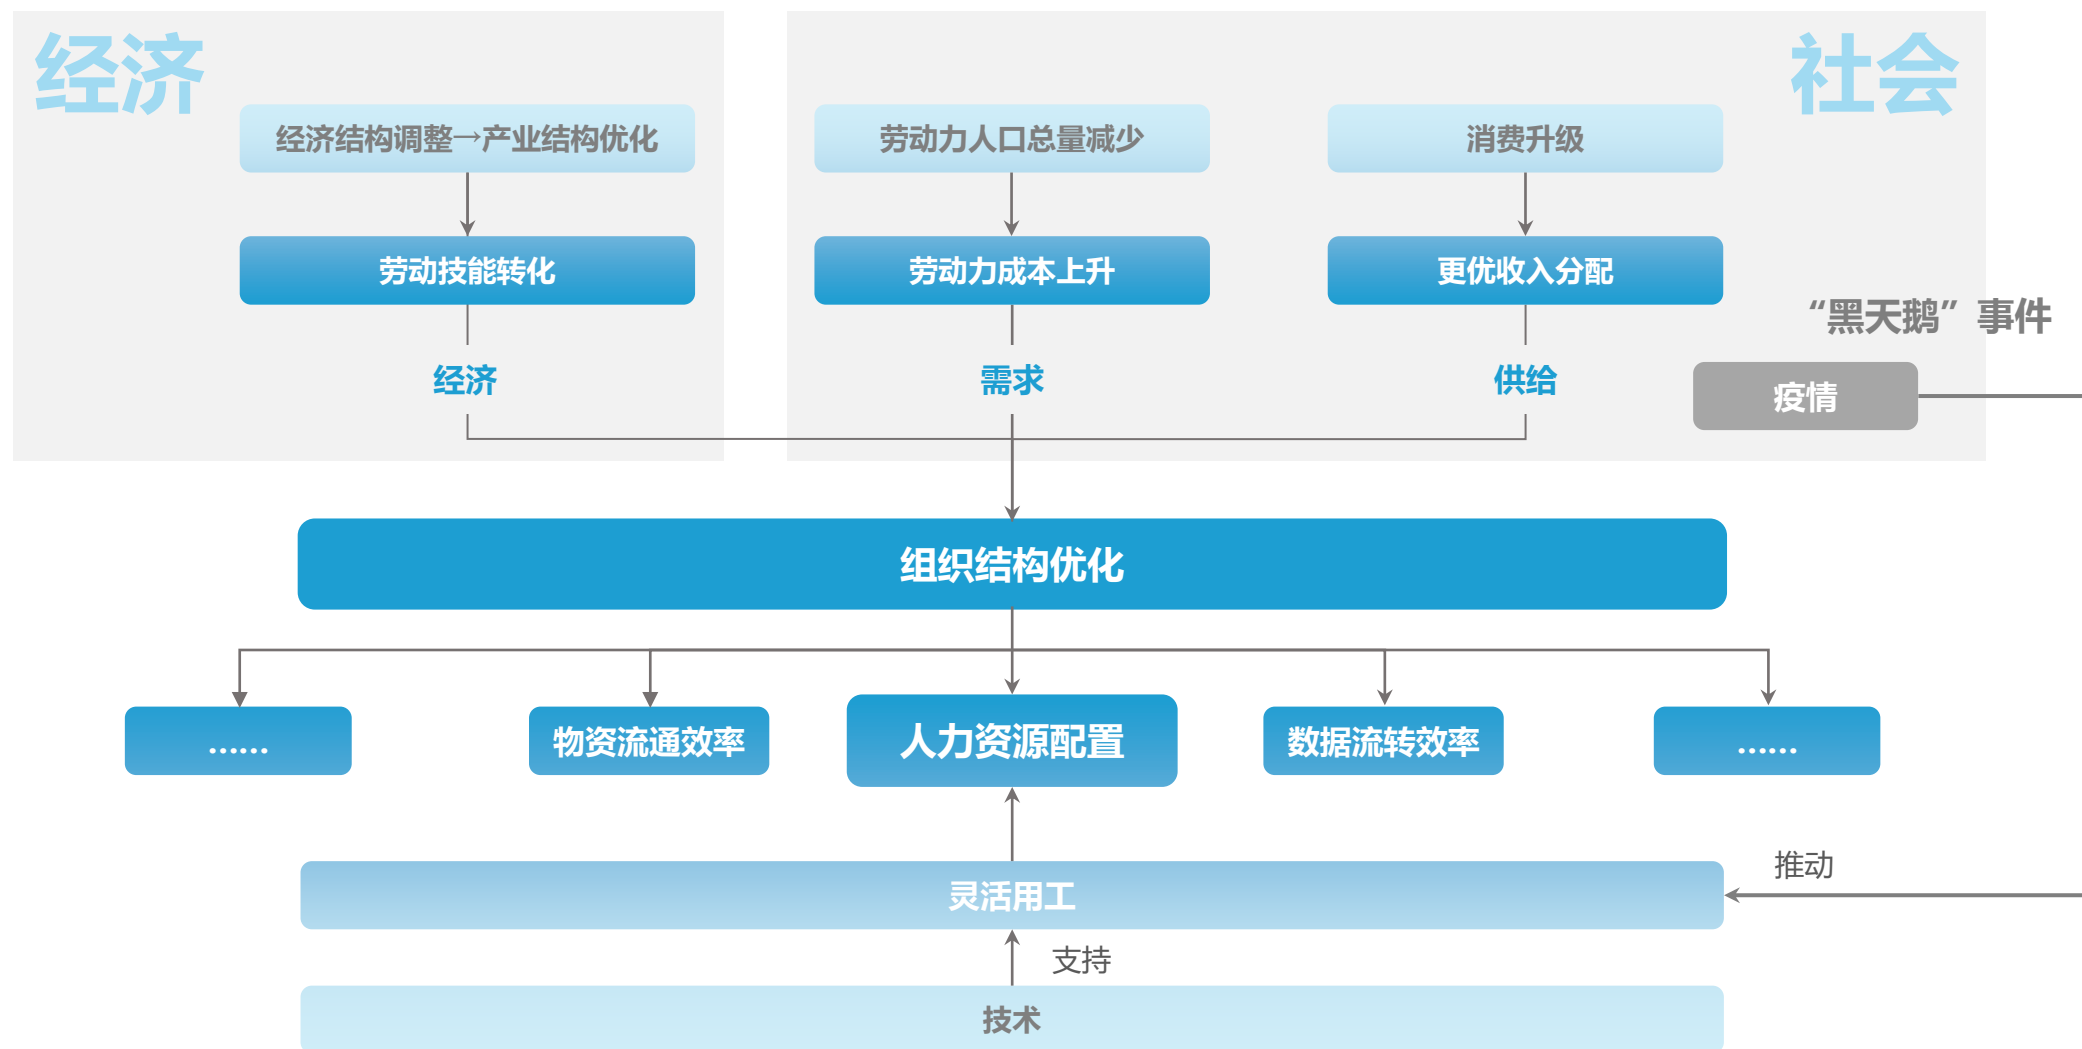 经济
社会
经济结构调整→产业结构优化
劳动力人口总量减少
消费升级
劳动技能转化
劳动力成本上升
更优收入分配
“黑天鹅”事件
经济
需求
供给
疫情
组织结构优化
……
物资流通效率
人力资源配置
数据流转效率
……
推动
灵活用工
支持
技术